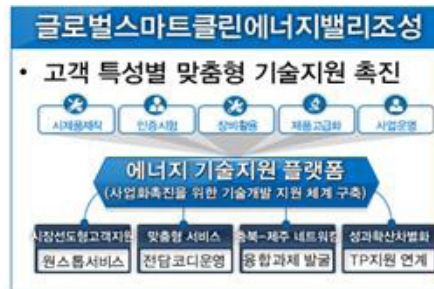 글로벌스마트클린에너지밸리조성
• 고객 특성별 맞춤형 기술지원 촉진
시제품제작 인증시험 장비활용 제품고급화 사업운영
에너지 기술지원 플랫폼
(사업화촉진을 위한 기술개발 지원 체계 구축)
시장선도형고객지원 맞춤형 서비스 충북-제주 네트워킹 성과확산차별화
원스톱서비스 전담코디운영 융합과제 발굴 TP지원 연계